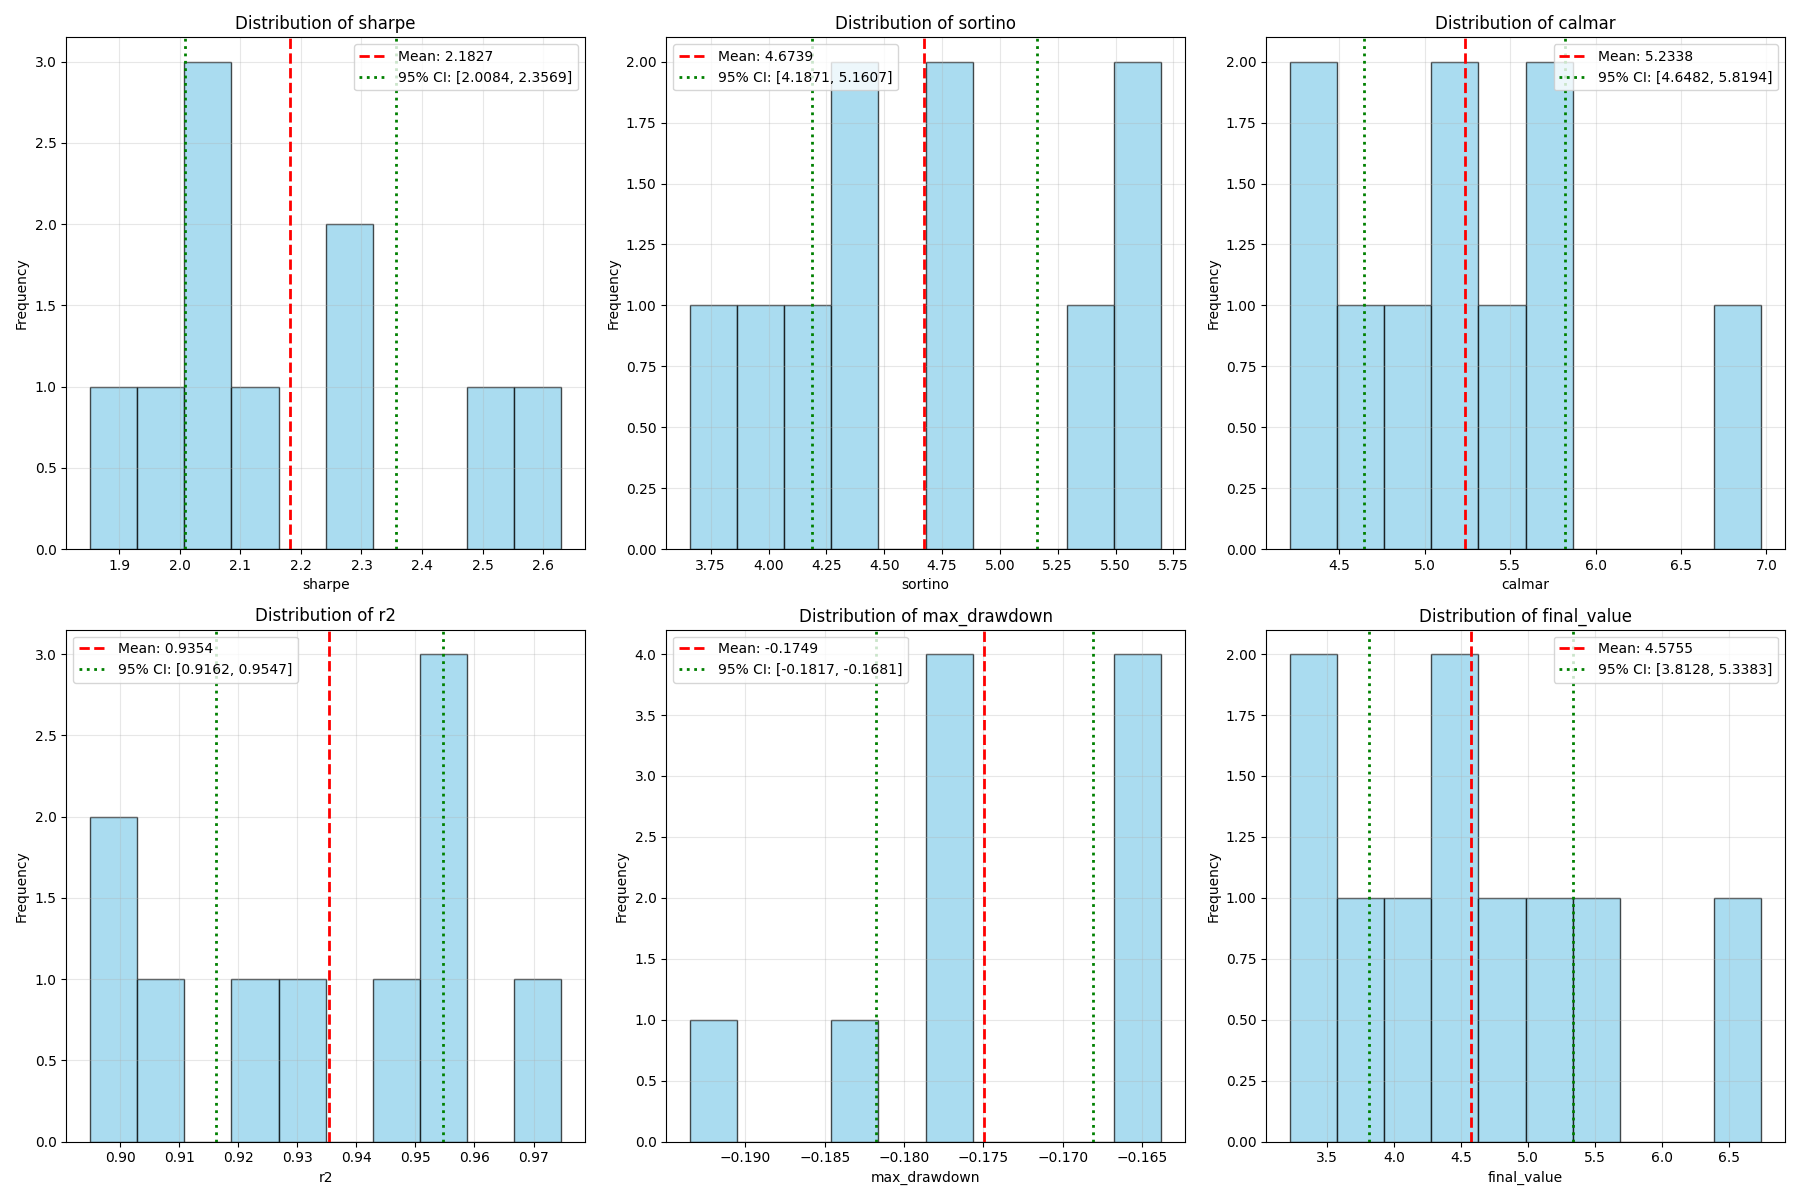 Distribution of sharpe
Mean: 2.1827
95% CI: [2.0084, 2.3569]
Frequency
3.0
2.5
2.0
1.5
1.0
0.5
0.0
1.9 2.0 2.1 2.2 2.3 2.4 2.5 2.6
sharpe
Distribution of sortino
Mean: 4.6739
95% CI: [4.1871, 5.1607]
Frequency
2.00
1.75
1.50
1.25
1.00
0.75
0.50
0.25
0.00
3.75 4.00 4.25 4.50 4.75 5.00 5.25 5.50 5.75
sortino
Distribution of calmar
Mean: 5.2338
95% CI: [4.6482, 5.8194]
Frequency
2.00
1.75
1.50
1.25
1.00
0.75
0.50
0.25
0.00
4.5 5.0 5.5 6.0 6.5 7.0
calmar
Distribution of r2
Mean: 0.9354
95% CI: [0.9162, 0.9547]
Frequency
3.0
2.5
2.0
1.5
1.0
0.5
0.0
0.90 0.91 0.92 0.93 0.94 0.95 0.96 0.97
r2
Distribution of max_drawdown
Mean: -0.1749
95% CI: [-0.1817, -0.1681]
Frequency
4.0
3.5
3.0
2.5
2.0
1.5
1.0
0.5
0.0
−0.190 −0.185 −0.180 −0.175 −0.170 −0.165
max_drawdown
Distribution of final_value
Mean: 4.5755
95% CI: [3.8128, 5.3383]
Frequency
2.00
1.75
1.50
1.25
1.00
0.75
0.50
0.25
0.00
3.5 4.0 4.5 5.0 5.5 6.0 6.5
final_value